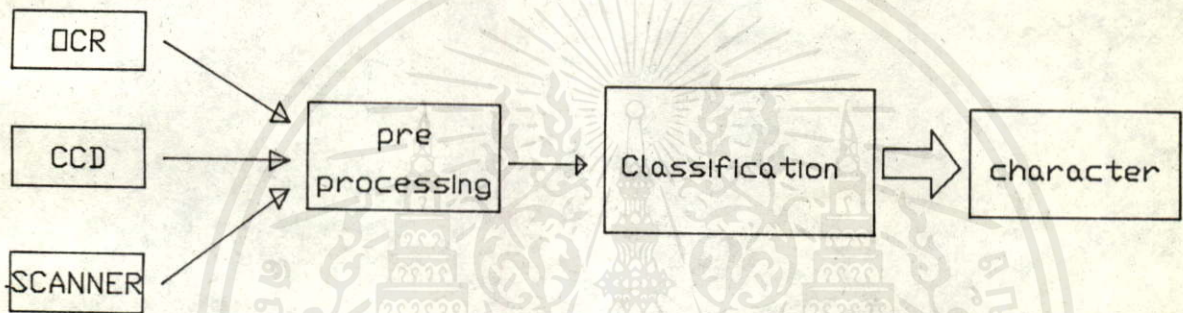 OCR
CCD
SCANNER
pre
processing
Classification
character